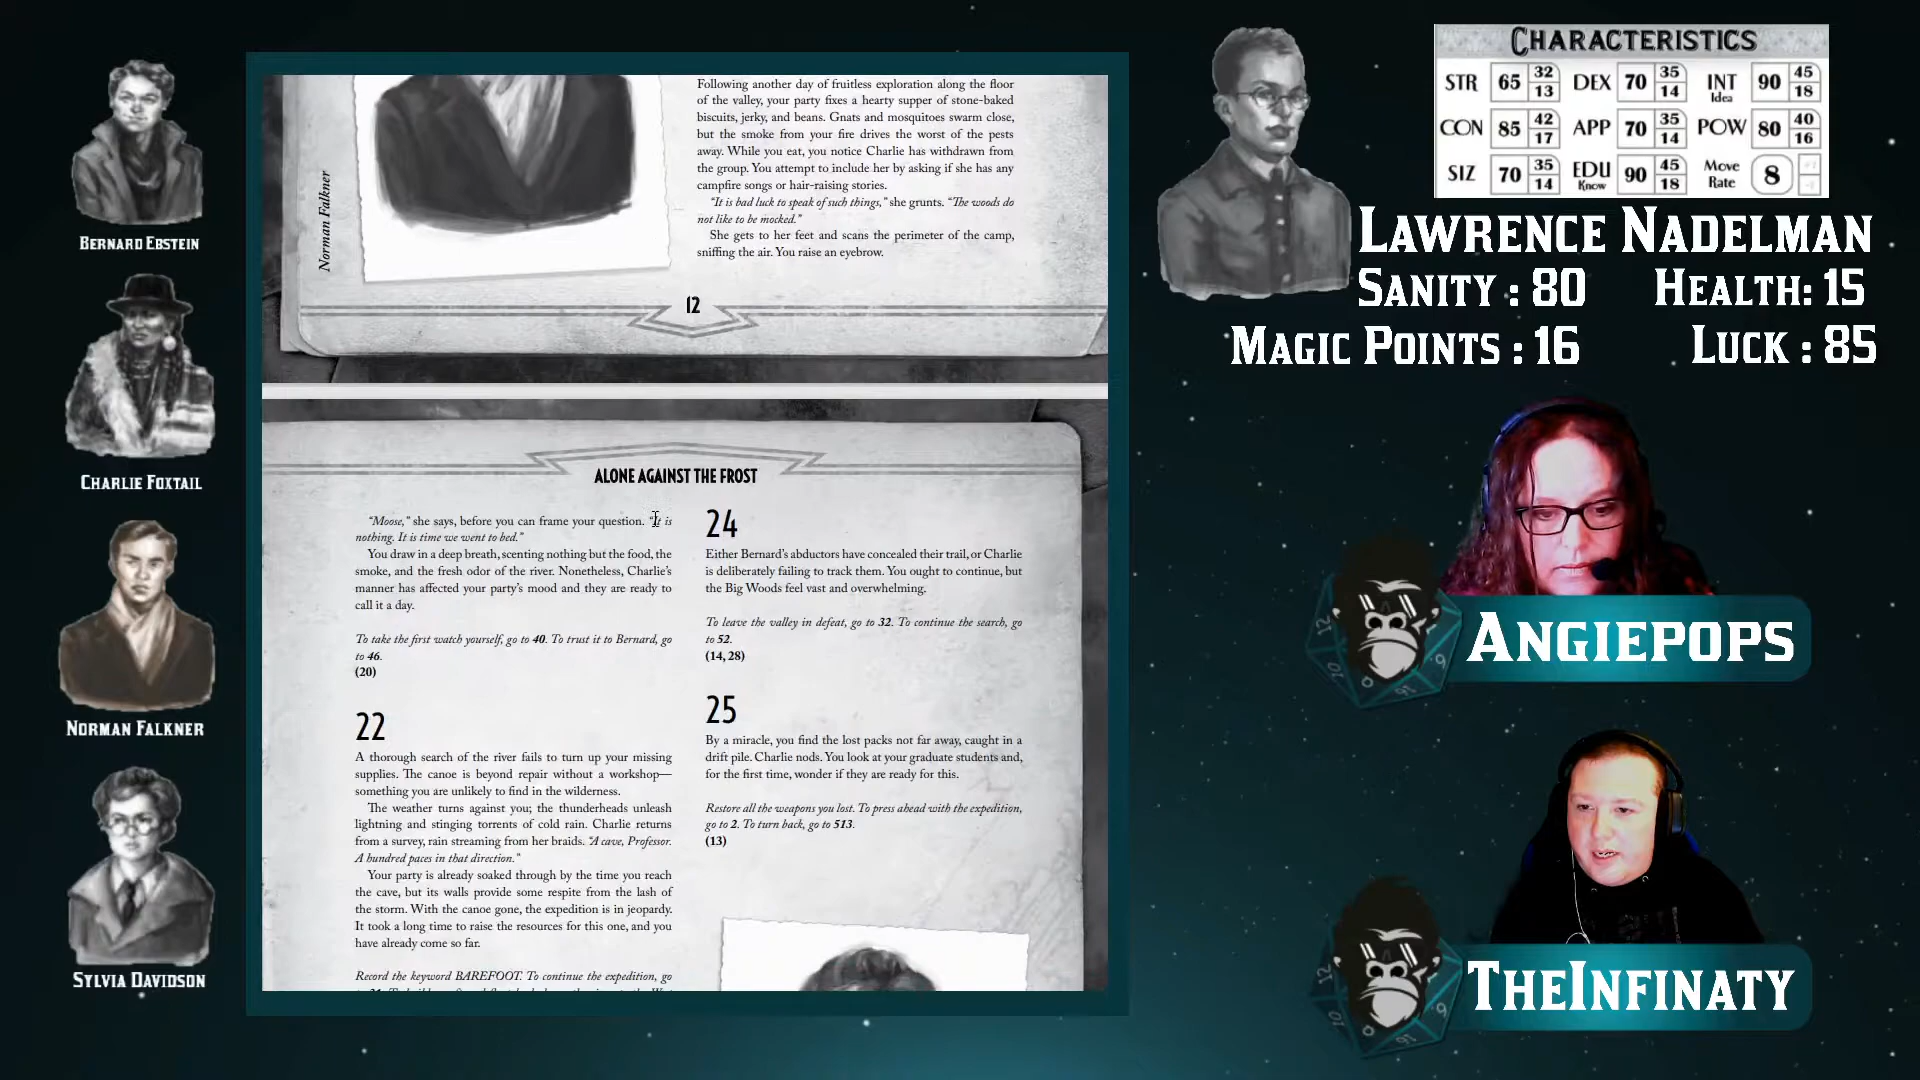 BERNARD EBSTEIN
CHARLIE FOXTAIL
NORMAN FALKNER
SYLVIA DAVIDSON
Norman Falkner
Following another day of fruitless exploration along the floor
of the valley, your party fixes a hearty supper of stone-baked
biscuits, jerky, and beans. Gnats and mosquitoes swarm close,
but the smoke from your fire drives the worst of the pests
away. While you eat, you notice Charlie has withdrawn from
the group. You attempt to include her by asking if she has any
campfire songs or hair-raising stories.
“It is bad luck to speak of such things,” she grunts. “The woods do
not like to be mocked.”
She gets to her feet and scans the perimeter of the camp,
sniffing the air. You raise an eyebrow.
12
ALONE AGAINST THE FROST
“Moose,” she says, before you can frame your question. “It is
nothing. It is time we went to bed.”
You draw in a deep breath, scenting nothing but the food, the
smoke, and the fresh odor of the river. Nonetheless, Charlie’s
manner has affected your party’s mood and they are ready to
call it a day.
To take the first watch yourself, go to 40. To trust it to Bernard, go
to 46.
(20)
22
A thorough search of the river fails to turn up your missing
supplies. The canoe is beyond repair without a workshop—
something you are unlikely to find in the wilderness.
The weather turns against you; the thunderheads unleash
lightning and stinging torrents of cold rain. Charlie returns
from a survey, rain streaming from her braids. “A cave, Professor.
A hundred paces in that direction.”
Your party is already soaked through by the time you reach
the cave, but its walls provide some respite from the lash of
the storm. With the canoe gone, the expedition is in jeopardy.
It took a long time to raise the resources for this one, and you
have already come so far.
Record the keyword BAREFOOT. To continue the expedition, go
24
Either Bernard’s abductors have concealed their trail, or Charlie
is deliberately failing to track them. You ought to continue, but
the Big Woods feel vast and overwhelming.
To leave the valley in defeat, go to 32. To continue the search, go
to 52.
(14, 28)
25
By a miracle, you find the lost packs not far away, caught in a
drift pile. Charlie nods. You look at your graduate students and,
for the first time, wonder if they are ready for this.
Restore all the weapons you lost. To press ahead with the expedition,
go to 2. To turn back, go to 513.
(13)
CHARACTERISTICS
STR 65 32 13 DEX 70 35 14 INT Idea 90 45 18
CON 85 42 17 APP 70 35 14 POW 80 40 16
SIZ 70 35 14 EDU Know 90 45 18 Move Rate 8
LAWRENCE NADELMAN
SANITY : 80 HEALTH: 15
MAGIC POINTS : 16 LUCK : 85
ANGIEPOPS
THEINFINATY